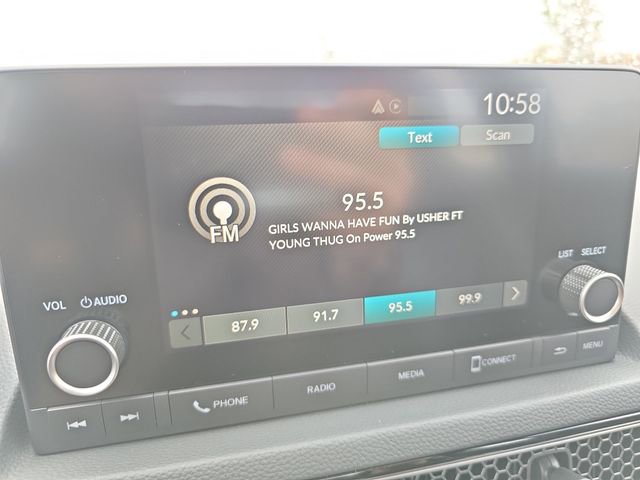 10:58
Text Scan
95.5
FM
GIRLS WANNA HAVE FUN By USHER FT
YOUNG THUG On Power 95.5
VOL AUDIO
LIST SELECT
87.9 91.7 95.5 99.9
PHONE RADIO MEDIA CONNECT MENU